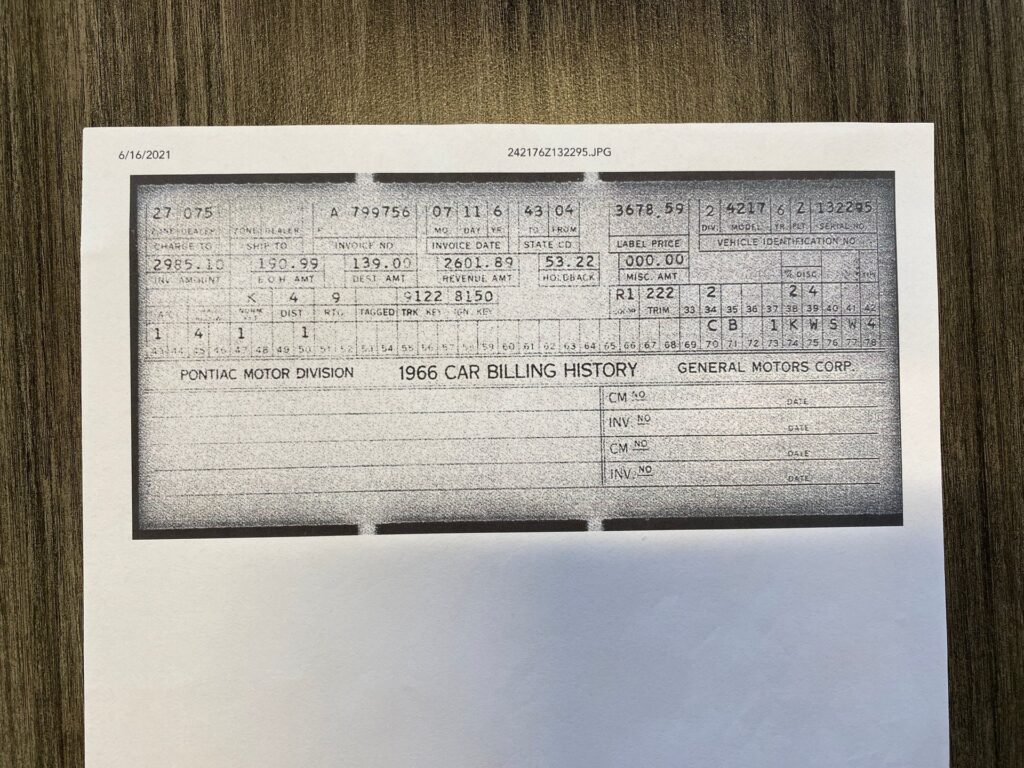 6/16/2021 242176Z132295.JPG
27 075 A 799756 07 11 6 43 04 3678.59 2 4217 6 Z 132295
ZONE DEALER ZONE DEALER MO. DAY YR. TO FROM DIV. MODEL YR. PLT SERIAL NO.
CHARGE TO SHIP TO INVOICE NO INVOICE DATE STATE CD LABEL PRICE VEHICLE IDENTIFICATION NO
2985.10 190.99 139.00 2601.89 53.22 000.00
INV AMOUNT E.O.H AMT DEST AMT REVENUE AMT HOLDBACK MISC. AMT % DISC
K 4 9 9122 8150 R1 222 2 2 4
DIST RTG TAGGED TRK KEY IGN. KEY COLOR TRIM 33 34 35 36 37 38 39 40 41 42
1 4 1 1 C B 1 K W S W 4
43 44 45 46 47 48 49 50 51 52 53 54 55 56 57 58 59 60 61 62 63 64 65 66 67 68 69 70 71 72 73 74 75 76 77 78
PONTIAC MOTOR DIVISION 1966 CAR BILLING HISTORY GENERAL MOTORS CORP.
CM NO DATE
INV. NO DATE
CM NO DATE
INV. NO DATE